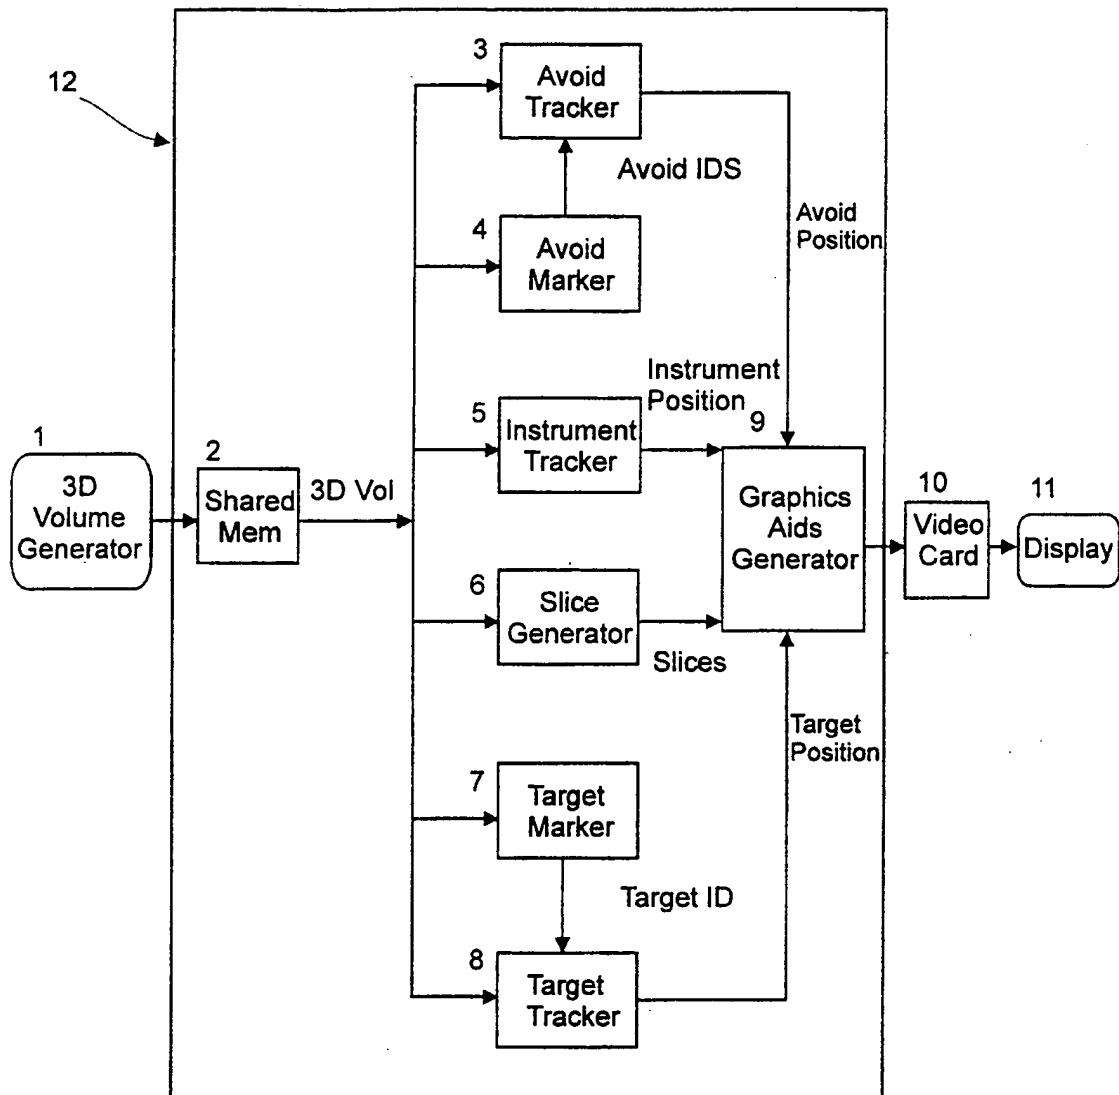 12
3
Avoid
Tracker
Avoid IDS
4
Avoid
Marker
Avoid
Position
Instrument
Position
5
Instrument
Tracker
9
Graphics
Aids
Generator
1
3D
Volume
Generator
2
Shared
Mem
3D Vol
10
Video
Card
11
Display
6
Slice
Generator
Slices
Target
Position
7
Target
Marker
Target ID
8
Target
Tracker